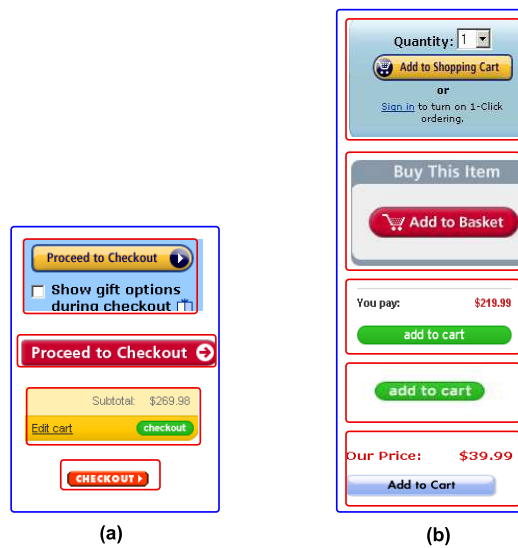 Proceed to Checkout
Show gift options
during checkout
Proceed to Checkout
Subtotal: $269.98
Edit cart checkout
CHECKOUT
(a)
Quantity: 1
Add to Shopping Cart
or
Sign in to turn on 1-Click
ordering.
Buy This Item
Add to Basket
You pay: $219.99
add to cart
add to cart
Our Price: $39.99
Add to Cart
(b)